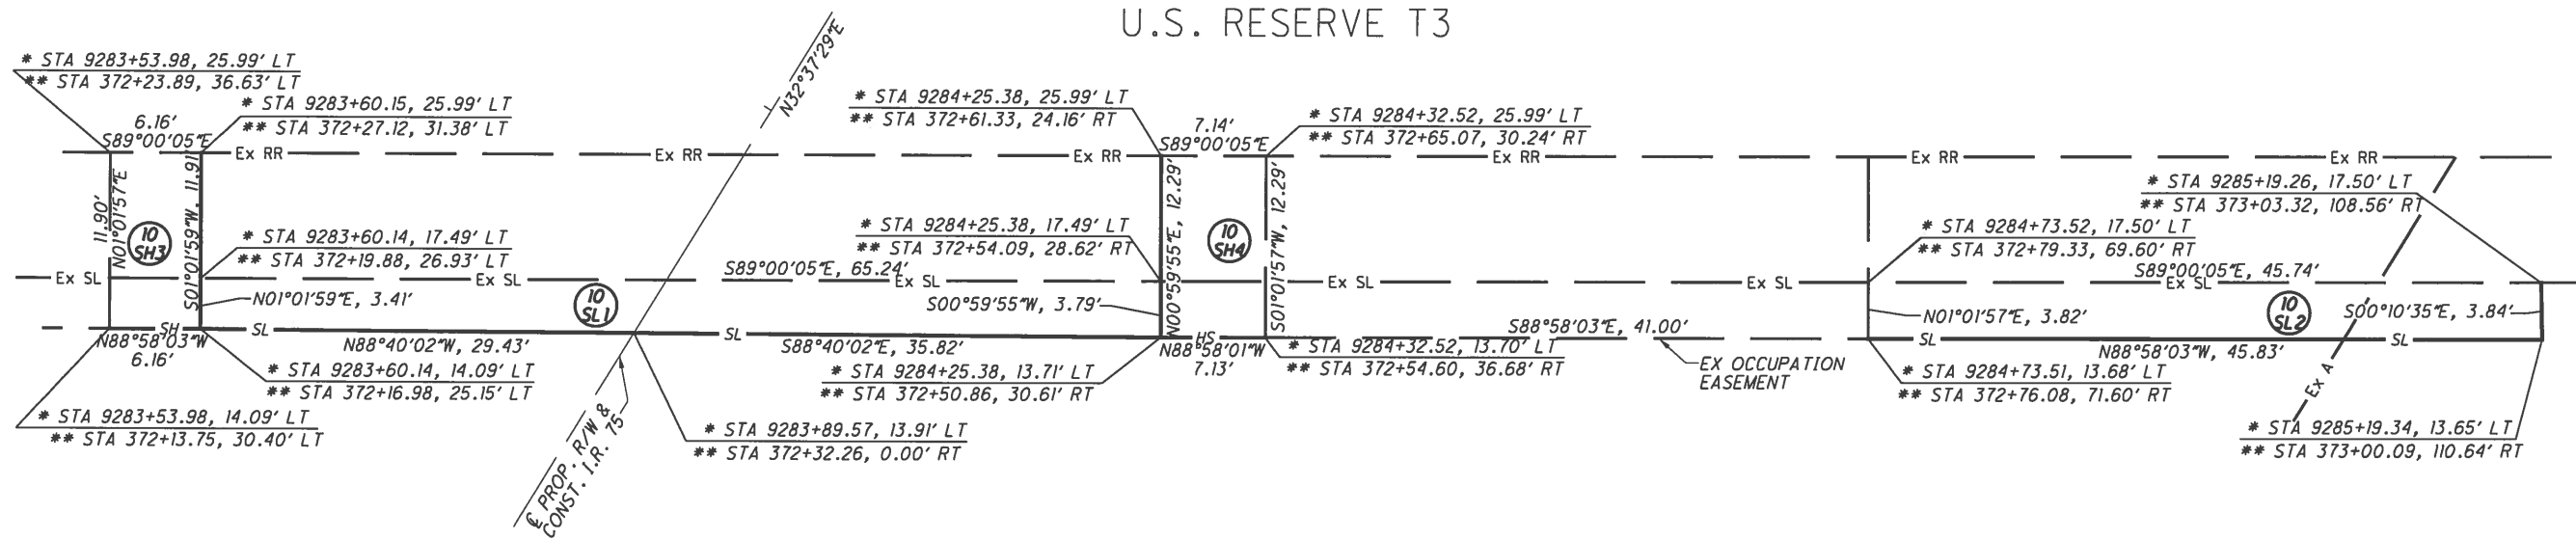 U.S. RESERVE T3
* STA 9283+53.98, 25.99' LT
** STA 372+23.89, 36.63' LT
6.16'
S89°00'05"E
* STA 9283+60.15, 25.99' LT
** STA 372+27.12, 31.38' LT
N32°37'29"E
* STA 9284+25.38, 25.99' LT
** STA 372+61.33, 24.16' RT
7.14'
S89°00'05"E
* STA 9284+32.52, 25.99' LT
** STA 372+65.07, 30.24' RT
Ex RR
Ex RR
Ex RR
Ex RR
Ex RR
Ex RR
11.90'
N01°01'57"E
10
SH3
S01°01'59"W, 11.91'
* STA 9283+60.14, 17.49' LT
** STA 372+19.88, 26.93' LT
* STA 9284+25.38, 17.49' LT
** STA 372+54.09, 28.62' RT
N00°59'55"E, 12.29'
10
SH4
S01°01'57"W, 12.29'
* STA 9285+19.26, 17.50' LT
** STA 373+03.32, 108.56' RT
* STA 9284+73.52, 17.50' LT
** STA 372+79.33, 69.60' RT
Ex SL
Ex SL
Ex SL
S89°00'05"E, 65.24'
Ex SL
Ex SL
Ex SL
S89°00'05"E, 45.74'
Ex SL
N01°01'59"E, 3.41'
10
SL1
S00°59'55"W, 3.79'
N01°01'57"E, 3.82'
10
SL2
S00°10'35"E, 3.84'
SH
SL
SL
HS
S88°58'03"E, 41.00'
SL
SL
N88°58'03"W
6.16'
N88°40'02"W, 29.43'
S88°40'02"E, 35.82'
N88°58'01"W
7.13'
N88°58'03"W, 45.83'
* STA 9283+60.14, 14.09' LT
** STA 372+16.98, 25.15' LT
* STA 9284+25.38, 13.71' LT
** STA 372+50.86, 30.61' RT
* STA 9284+32.52, 13.70' LT
** STA 372+54.60, 36.68' RT
EX OCCUPATION
EASEMENT
* STA 9284+73.51, 13.68' LT
** STA 372+76.08, 71.60' RT
Ex A
* STA 9283+53.98, 14.09' LT
** STA 372+13.75, 30.40' LT
℄ PROP. R/W &
CONST. I.R. 75
* STA 9283+89.57, 13.91' LT
** STA 372+32.26, 0.00' RT
* STA 9285+19.34, 13.65' LT
** STA 373+00.09, 110.64' RT